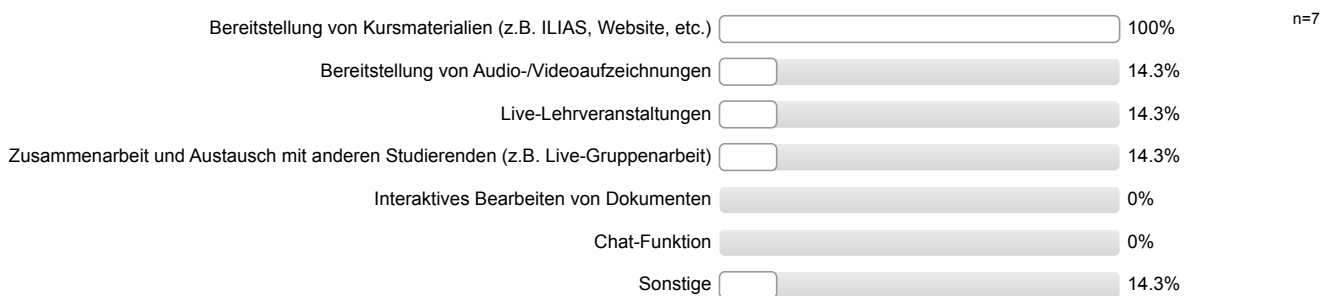 Bereitstellung von Kursmaterialien (z.B. ILIAS, Website, etc.) 100% n=7
Bereitstellung von Audio-/Videoaufzeichnungen 14.3%
Live-Lehrveranstaltungen 14.3%
Zusammenarbeit und Austausch mit anderen Studierenden (z.B. Live-Gruppenarbeit) 14.3%
Interaktives Bearbeiten von Dokumenten 0%
Chat-Funktion 0%
Sonstige 14.3%